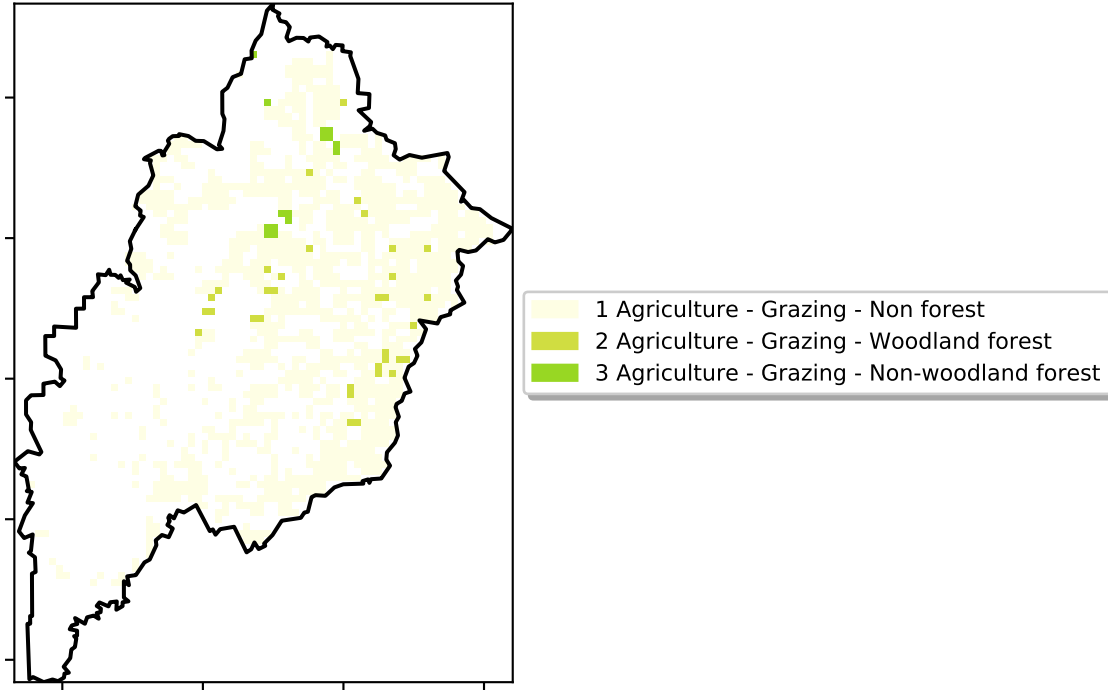 1 Agriculture - Grazing - Non forest
2 Agriculture - Grazing - Woodland forest
3 Agriculture - Grazing - Non-woodland forest